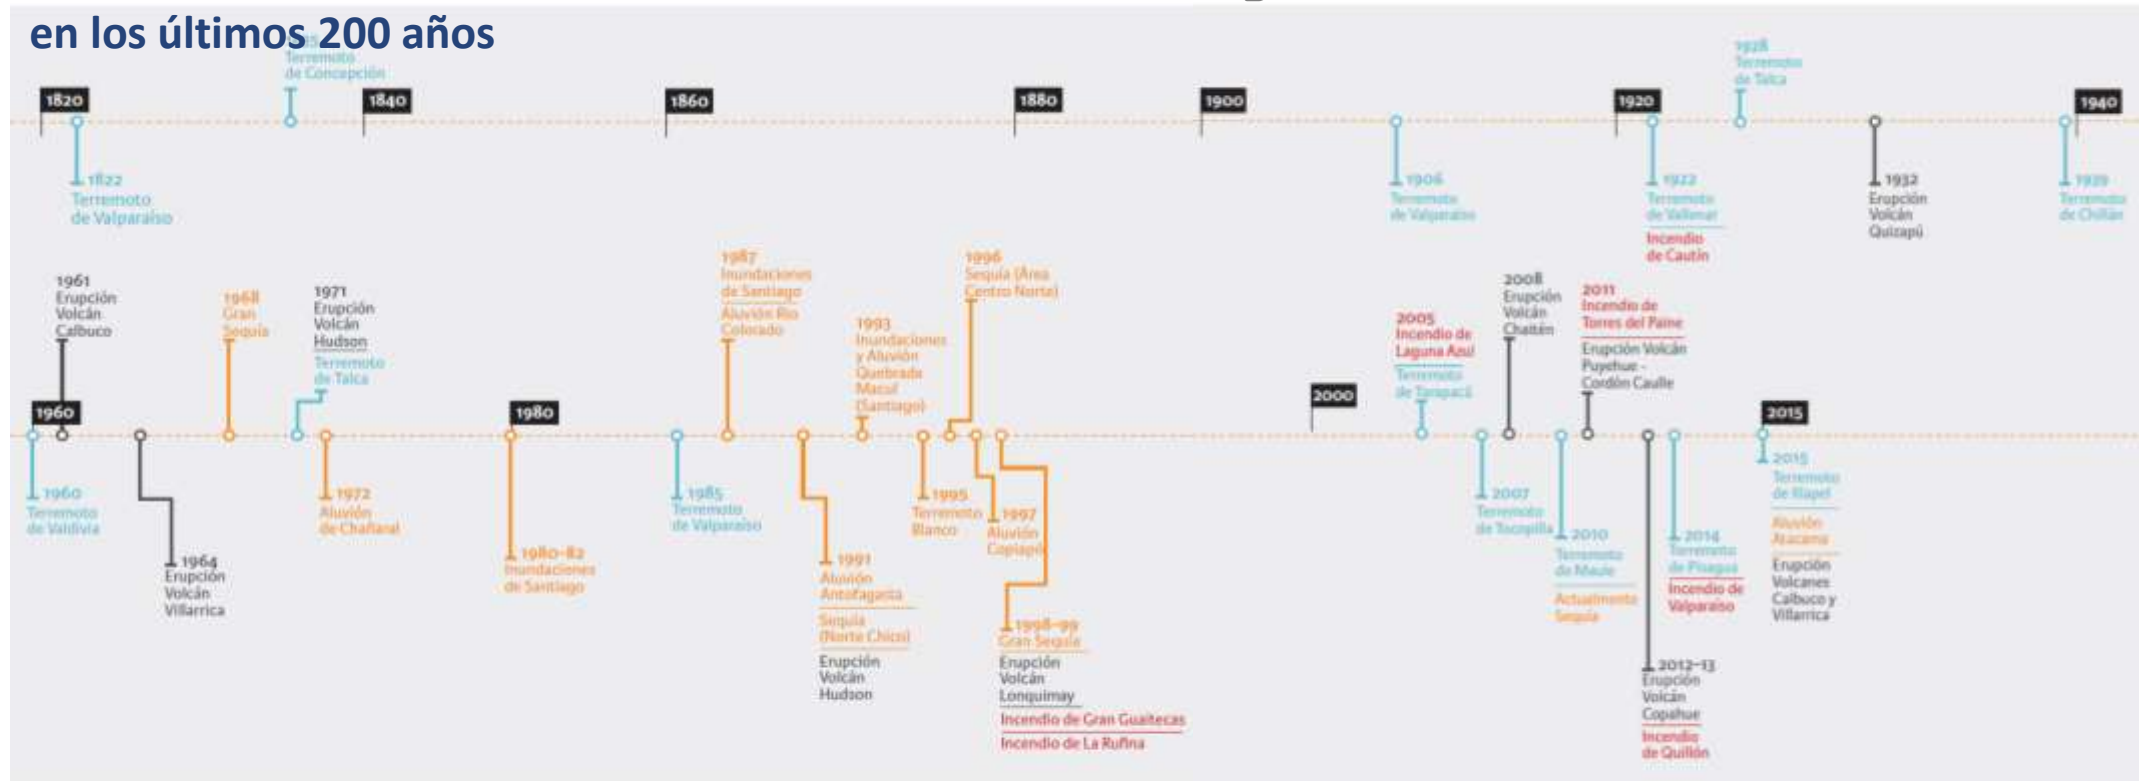 en los últimos 200 años
Terremoto
de Concepción
1928
Terremoto
de Talca
1820
1840
1860
1880
1900
1920
1940
1822
Terremoto
de Valparaíso
1906
Terremoto
de Valparaíso
1922
Terremoto
de Vallenar
Incendio
de Cautín
1932
Erupción
Volcán
Quizapú
1939
Terremoto
de Chillán
1961
Erupción
Volcán
Calbuco
1968
Gran
Sequía
1971
Erupción
Volcán
Hudson
Terremoto
de Talca
1987
Inundaciones
de Santiago
Aluvión Río
Colorado
1993
Inundaciones
y Aluvión
Quebrada
Macul
(Santiago)
1996
Sequía (Área
Centro Norte)
2005
Incendio de
Laguna Azul
Terremoto
de Tarapacá
2008
Erupción
Volcán
Chaitén
2011
Incendio de
Torres del Paine
Erupción Volcán
Puyehue -
Cordón Caulle
1960
1980
2000
2015
1960
Terremoto
de Valdivia
1964
Erupción
Volcán
Villarrica
1972
Aluvión
de Chañaral
1980-82
Inundaciones
de Santiago
1985
Terremoto
de Valparaíso
1991
Aluvión
Antofagasta
Sequía
(Norte Chico)
Erupción
Volcán
Hudson
1995
Terremoto
Blanco
1997
Aluvión
Copiapó
1998-99
Gran Sequía
Erupción
Volcán
Lonquimay
Incendio de Gran Guaitecas
Incendio de La Rufina
2007
Terremoto
de Tocopilla
2010
Terremoto
de Maule
Actualmente
Sequía
2012-13
Erupción
Volcán
Copahue
Incendio
de Quillón
2014
Terremoto
de Pisagua
Incendio de
Valparaíso
2015
Terremoto
de Illapel
Aluvión
Atacama
Erupción
Volcanes
Calbuco y
Villarrica